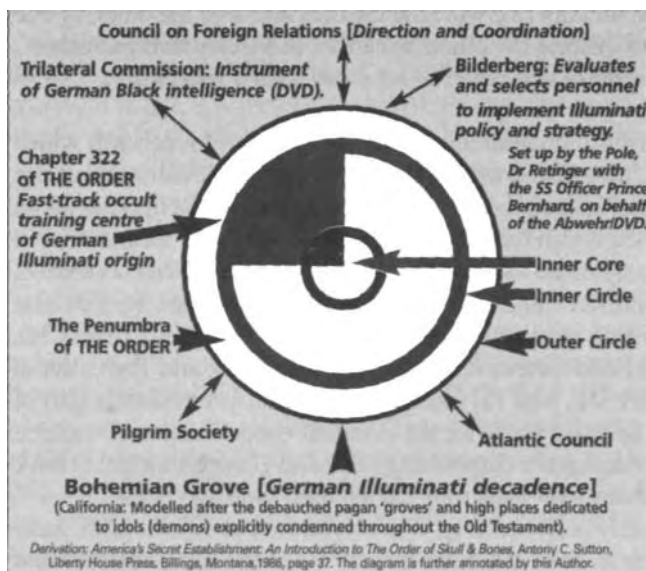 Council on Foreign Relations [Direction and Coordination]
Trilateral Commission: Instrument
of German Black intelligence (DVD).
Bilderberg: Evaluates
and selects personnel
to implement Illuminati
policy and strategy.
Set up by the Pole,
Dr Retinger with
the SS Officer Prince
Bernhard, on behalf
of the Abwehr/DVD.
Chapter 322
of THE ORDER
Fast-track occult
training centre
of German
Illuminati origin
Inner Core
Inner Circle
The Penumbra
of THE ORDER
Outer Circle
Pilgrim Society
Atlantic Council
Bohemian Grove [German Illuminati decadence]
(California: Modelled after the debauched pagan 'groves' and high places dedicated
to idols (demons) explicitly condemned throughout the Old Testament).
Derivation: America's Secret Establishment: An Introduction to The Order of Skull & Bones, Antony C. Sutton,
Liberty House Press, Billings, Montana, 1986, page 37. The diagram is further annotated by this Author.